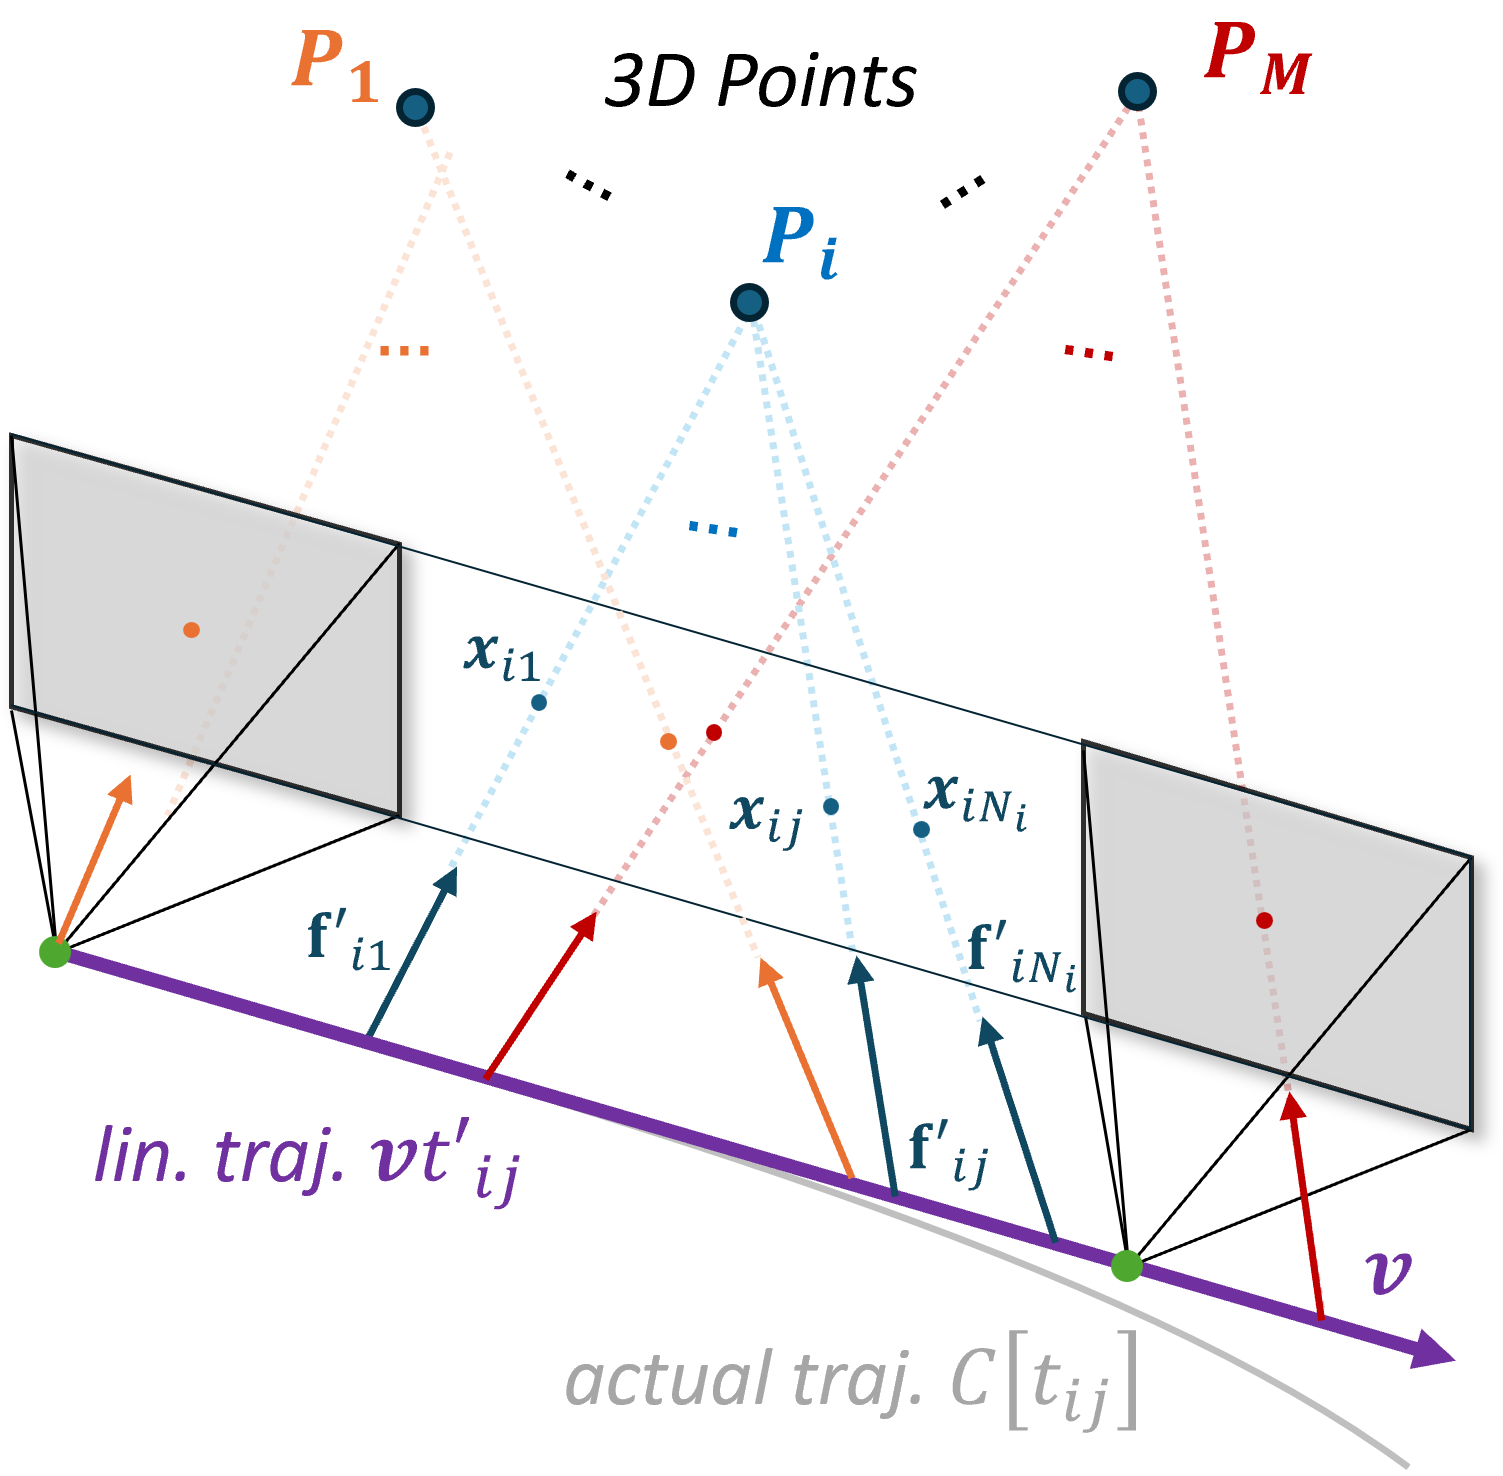 P₁
3D Points
P_M
P_i
...
...
...
...
...
x_{i1}
x_{ij}
x_{iN_i}
f'_{i1}
f'_{iN_i}
f'_{ij}
lin. traj. vt'_{ij}
v
actual traj. C[t_{ij}]